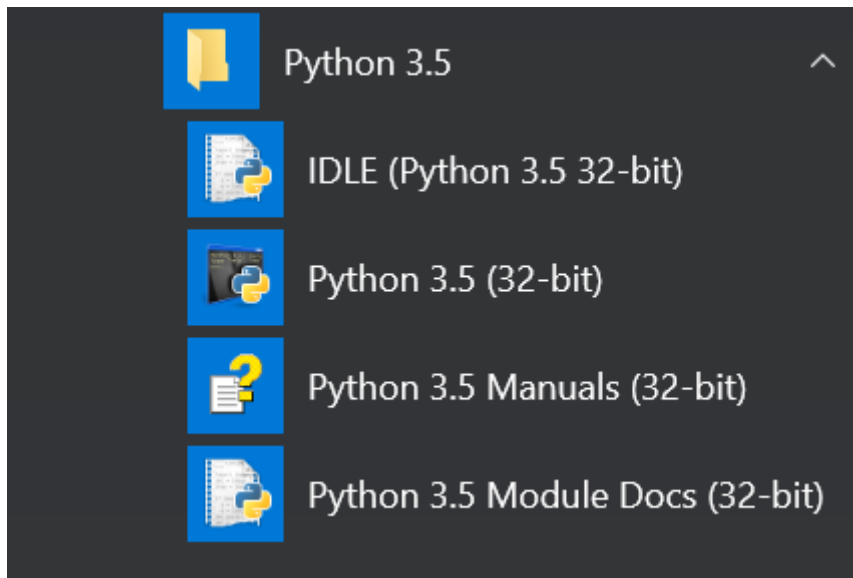 Python 3.5
IDLE (Python 3.5 32-bit)
Python 3.5 (32-bit)
Python 3.5 Manuals (32-bit)
Python 3.5 Module Docs (32-bit)